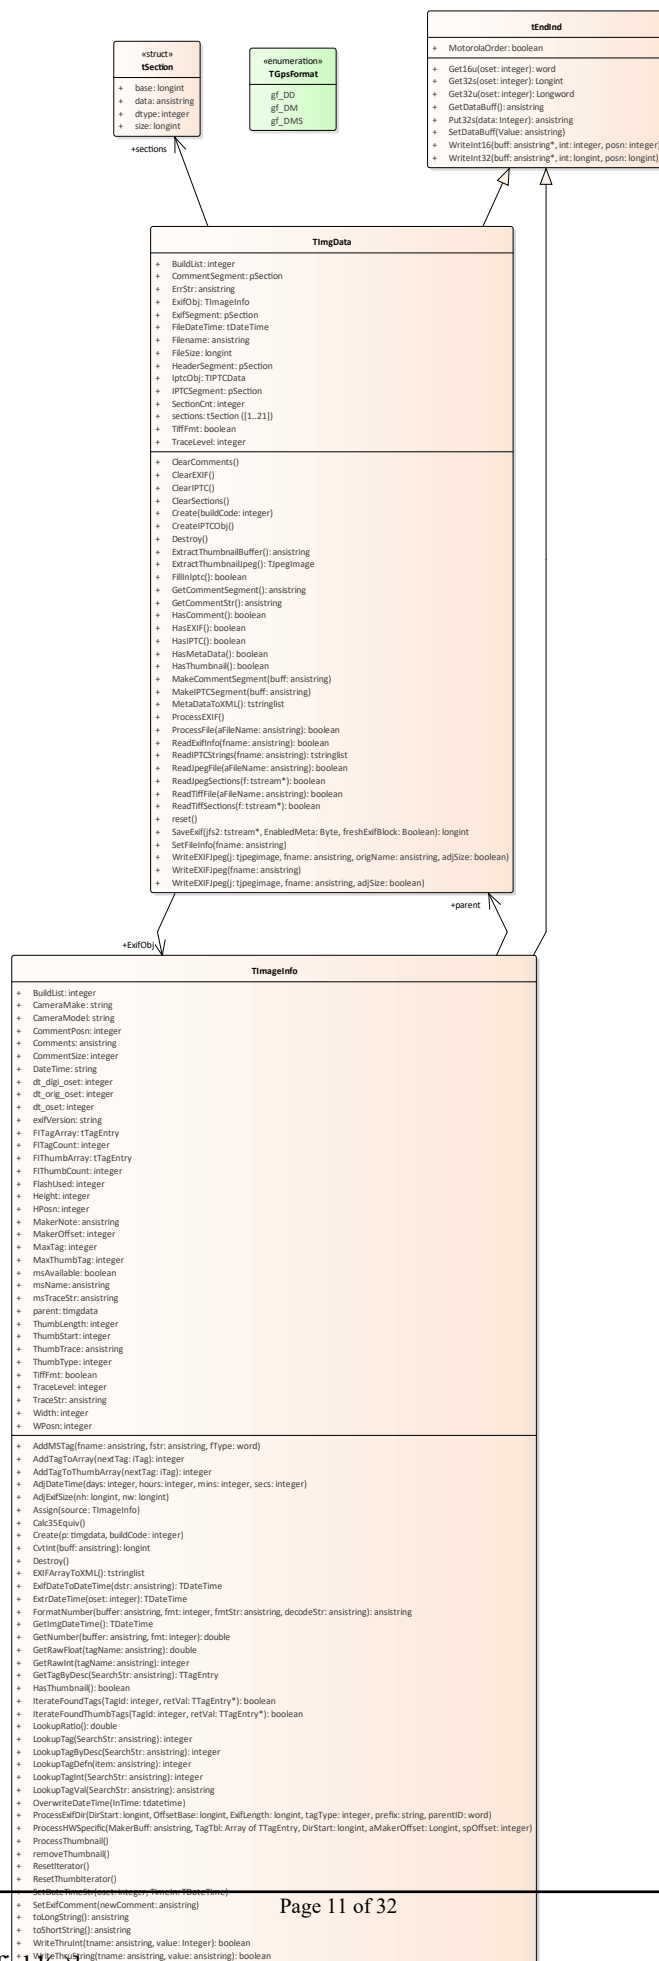 «struct»
tSection
+ base: longint
+ data: ansistring
+ dtype: integer
+ size: longint
+sections
«enumeration»
TGpsFormat
gf_DD
gf_DM
gf_DMS
tEndInd
+ MotorolaOrder: boolean
+ Get16u(oset: integer): word
+ Get32s(oset: integer): Longint
+ Get32u(oset: integer): Longword
+ GetDataBuff(): ansistring
+ Put32s(data: Integer): ansistring
+ SetDataBuff(Value: ansistring)
+ WriteInt16(buff: ansistring*, int: integer, posn: integer)
+ WriteInt32(buff: ansistring*, int: longint, posn: longint)
TImgData
+ BuildList: integer
+ CommentSegment: pSection
+ ErrStr: ansistring
+ ExifObj: TImageInfo
+ ExifSegment: pSection
+ FileDateTime: tDateTime
+ Filename: ansistring
+ FileSize: longint
+ HeaderSegment: pSection
+ IptcObj: TIPTCData
+ IPTCSegment: pSection
+ SectionCnt: integer
+ sections: tSection ([1..21])
+ TiffFmt: boolean
+ TraceLevel: integer
+ ClearComments()
+ ClearEXIF()
+ ClearIPTC()
+ ClearSections()
+ Create(buildCode: integer)
+ CreateIPTCObj()
+ Destroy()
+ ExtractThumbnailBuffer(): ansistring
+ ExtractThumbnailJpeg(): TJpegImage
+ FillInIptc(): boolean
+ GetCommentSegment(): ansistring
+ GetCommentStr(): ansistring
+ HasComment(): boolean
+ HasEXIF(): boolean
+ HasIPTC(): boolean
+ HasMetaData(): boolean
+ HasThumbnail(): boolean
+ MakeCommentSegment(buff: ansistring)
+ MakeIPTCSegment(buff: ansistring)
+ MetaDataToXML(): tstringlist
+ ProcessEXIF()
+ ProcessFile(aFileName: ansistring): boolean
+ ReadExifInfo(fname: ansistring): boolean
+ ReadIPTCStrings(fname: ansistring): tstringlist
+ ReadJpegFile(aFileName: ansistring): boolean
+ ReadJpegSections(f: tstream*): boolean
+ ReadTiffFile(aFileName: ansistring): boolean
+ ReadTiffSections(f: tstream*): boolean
+ reset()
+ SaveExif(jfs2: tstream*, EnabledMeta: Byte, freshExifBlock: Boolean): longint
+ SetFileInfo(fname: ansistring)
+ WriteEXIFJpeg(j: tjpegimage, fname: ansistring, origName: ansistring, adjSize: boolean)
+ WriteEXIFJpeg(fname: ansistring)
+ WriteEXIFJpeg(j: tjpegimage, fname: ansistring, adjSize: boolean)
+parent
+ExifObj
TImageInfo
+ BuildList: integer
+ CameraMake: string
+ CameraModel: string
+ CommentPosn: integer
+ Comments: ansistring
+ CommentSize: integer
+ DateTime: string
+ dt_digi_oset: integer
+ dt_orig_oset: integer
+ dt_oset: integer
+ exifVersion: string
+ FITagArray: tTagEntry
+ FITagCount: integer
+ FIThumbArray: tTagEntry
+ FIThumbCount: integer
+ FlashUsed: integer
+ Height: integer
+ HPosn: integer
+ MakerNote: ansistring
+ MakerOffset: integer
+ MaxTag: integer
+ MaxThumbTag: integer
+ msAvailable: boolean
+ msName: ansistring
+ msTraceStr: ansistring
+ parent: timgdata
+ ThumbLength: integer
+ ThumbStart: integer
+ ThumbTrace: ansistring
+ ThumbType: integer
+ TiffFmt: boolean
+ TraceLevel: integer
+ TraceStr: ansistring
+ Width: integer
+ WPosn: integer
+ AddMSTag(fname: ansistring, fstr: ansistring, fType: word)
+ AddTagToArray(nextTag: iTag): integer
+ AddTagToThumbArray(nextTag: iTag): integer
+ AdjDateTime(days: integer, hours: integer, mins: integer, secs: integer)
+ AdjExifSize(nh: longint, nw: longint)
+ Assign(source: TImageInfo)
+ Calc35Equiv()
+ Create(p: timgdata, buildCode: integer)
+ CvtInt(buff: ansistring): longint
+ Destroy()
+ EXIFArrayToXML(): tstringlist
+ ExifDateToDateTime(dstr: ansistring): TDateTime
+ ExtrDateTime(oset: integer): TDateTime
+ FormatNumber(buffer: ansistring, fmt: integer, fmtStr: ansistring, decodeStr: ansistring): ansistring
+ GetImgDateTime(): TDateTime
+ GetNumber(buffer: ansistring, fmt: integer): double
+ GetRawFloat(tagName: ansistring): double
+ GetRawInt(tagName: ansistring): integer
+ GetTagByDesc(SearchStr: ansistring): TTagEntry
+ HasThumbnail(): boolean
+ IterateFoundTags(TagId: integer, retVal: TTagEntry*): boolean
+ IterateFoundThumbTags(TagId: integer, retVal: TTagEntry*): boolean
+ LookupRatio(): double
+ LookupTag(SearchStr: ansistring): integer
+ LookupTagByDesc(SearchStr: ansistring): integer
+ LookupTagDefn(item: ansistring): integer
+ LookupTagInt(SearchStr: ansistring): integer
+ LookupTagVal(SearchStr: ansistring): ansistring
+ OverwriteDateTime(InTime: tdatetime)
+ ProcessExifDir(DirStart: longint, OffsetBase: longint, ExifLength: longint, tagType: integer, prefix: string, parentID: word)
+ ProcessHWSpecific(MakerBuff: ansistring, TagTbl: Array of TTagEntry, DirStart: longint, aMakerOffset: Longint, spOffset: integer)
+ ProcessThumbnail()
+ removeThumbnail()
+ ResetIterator()
+ ResetThumbIterator()
+ SetDateTimeStr(oset: integer, TimeIn: TDateTime)
+ SetExifComment(newComment: ansistring)
+ toLongString(): ansistring
+ toShortString(): ansistring
+ WriteThruInt(tname: ansistring, value: Integer): boolean
+ WriteThruString(tname: ansistring, value: ansistring): boolean
Page 11 of 32